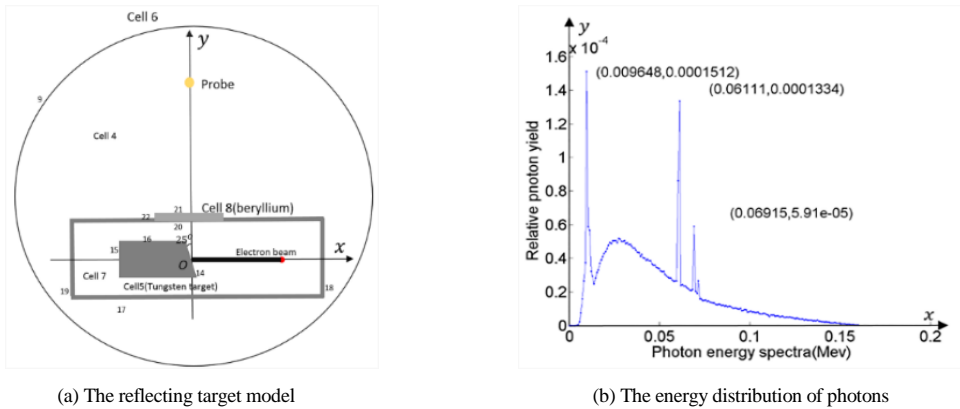 Cell 6
y
Probe
9
Cell 4
21
Cell 8(beryllium)
22
20
16
25°
Electron beam
x
15
O
14
Cell 7
Cell5(Tungsten target)
19
18
17
y
x 10⁻⁴
1.6
(0.009648,0.0001512)
(0.06111,0.0001334)
1.4
1.2
1
0.8
(0.06915,5.91e-05)
0.6
0.4
0.2
0
Relative pnoton yield
x
0 0.05 0.1 0.15 0.2
Photon energy spectra(Mev)
(a) The reflecting target model
(b) The energy distribution of photons